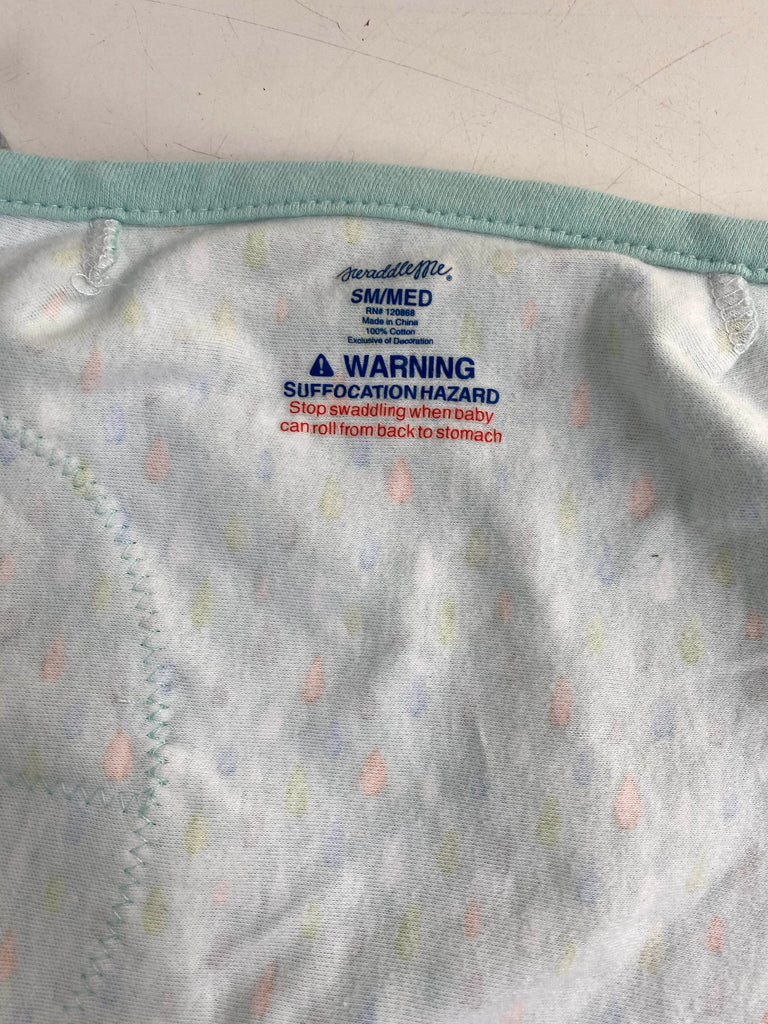 swaddleMe®
SM/MED
RN# 120868
Made in China
100% Cotton
Exclusive of Decoration
⚠ WARNING
SUFFOCATION HAZARD
Stop swaddling when baby
can roll from back to stomach